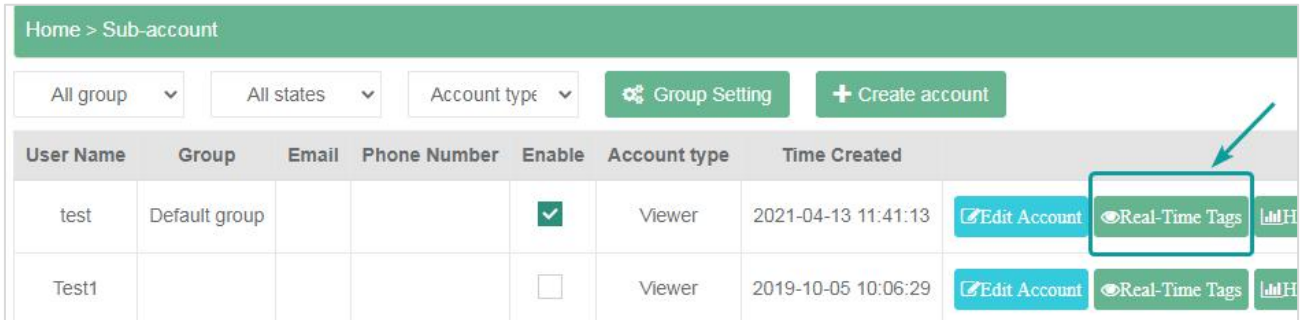 Home > Sub-account
All group All states Account type Group Setting Create account
User Name Group Email Phone Number Enable Account type Time Created
test Default group Viewer 2021-04-13 11:41:13 Edit Account Real-Time Tags H
Test1 Viewer 2019-10-05 10:06:29 Edit Account Real-Time Tags H